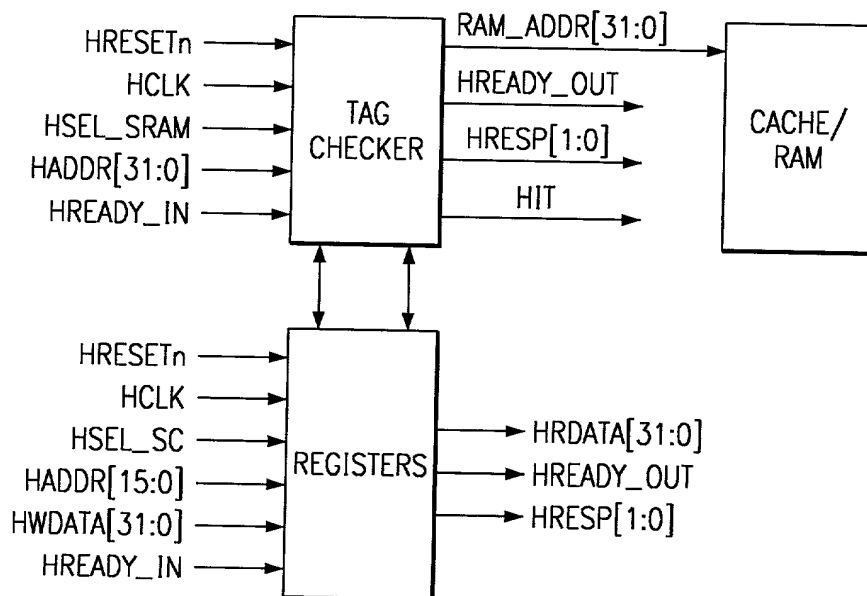 HRESETn
HCLK
HSEL_SRAM
HADDR[31:0]
HREADY_IN
TAG
CHECKER
RAM_ADDR[31:0]
HREADY_OUT
HRESP[1:0]
HIT
CACHE/
RAM
HRESETn
HCLK
HSEL_SC
HADDR[15:0]
HWDATA[31:0]
HREADY_IN
REGISTERS
HRDATA[31:0]
HREADY_OUT
HRESP[1:0]